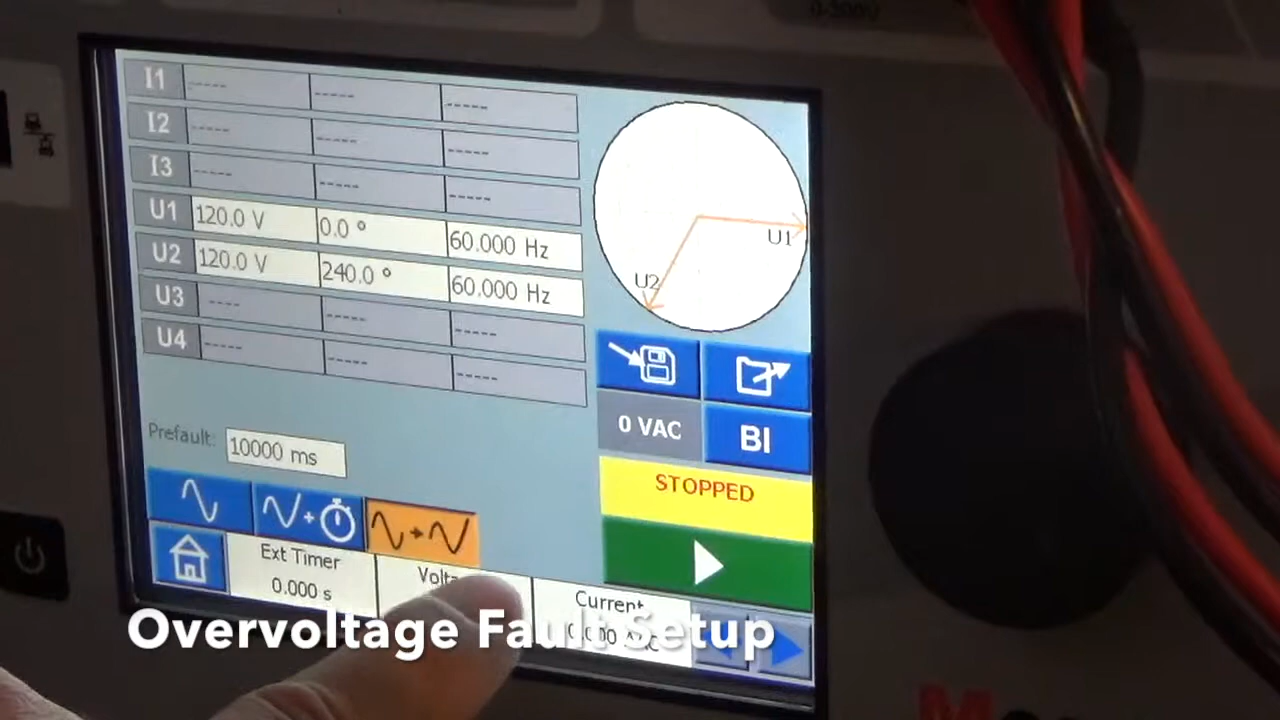 I1 ----- ----- -----
I2 ----- ----- -----
I3 ---- ----- -----
U1 120.0 V 0.0 ° 60.000 Hz
U2 120.0 V 240.0 ° 60.000 Hz
U3 ---- ----- -----
U4 ----- ----- -----
U1
U2
0 VAC BI
Prefault: 10000 ms
STOPPED
Ext Timer
0.000 s
Current
Overvoltage Fault Setup